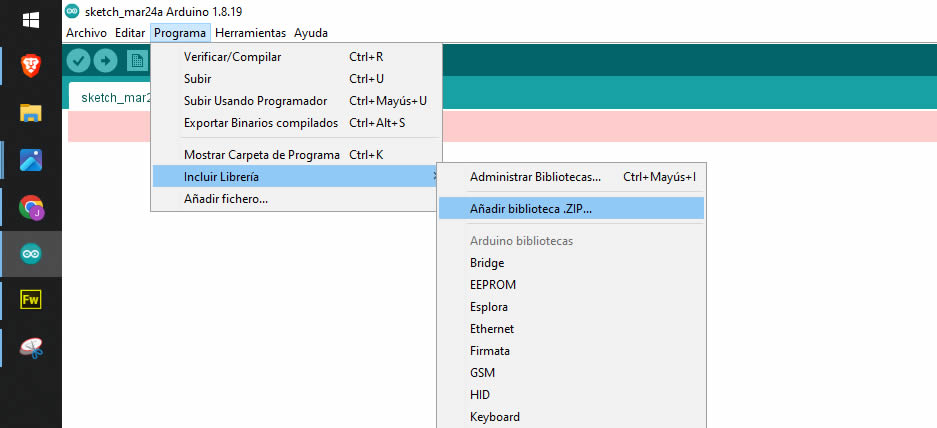 sketch_mar24a Arduino 1.8.19
Archivo Editar Programa Herramientas Ayuda
Verificar/Compilar Ctrl+R
Subir Ctrl+U
sketch_mar2
Subir Usando Programador Ctrl+Mayús+U
Exportar Binarios compilados Ctrl+Alt+S
Mostrar Carpeta de Programa Ctrl+K
Incluir Librería
Añadir fichero...
Administrar Bibliotecas... Ctrl+Mayús+I
Añadir biblioteca .ZIP...
Arduino bibliotecas
Bridge
EEPROM
Esplora
Ethernet
Firmata
GSM
HID
Keyboard
J
Fw